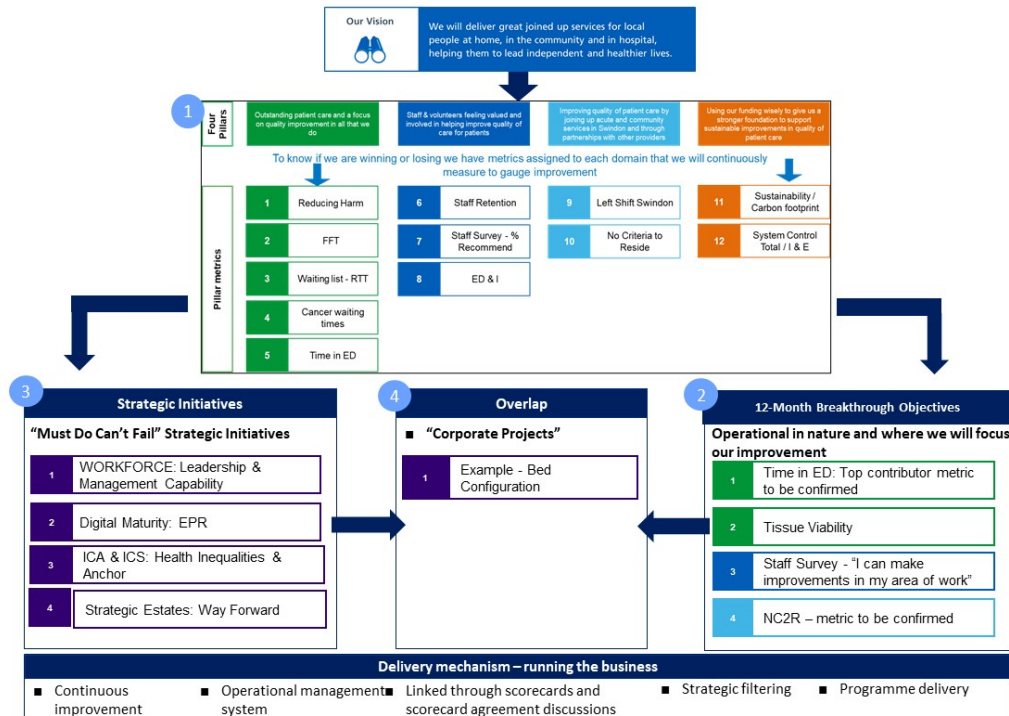 Our Vision
We will deliver great joined up services for local
people at home, in the community and in hospital,
helping them to lead independent and healthier lives.
1
Four
Pillars
Outstanding patient care and a focus
on quality improvement in all that we
do
Staff & volunteers feeling valued and
involved in helping improve quality of
care for patients
Improving quality of patient care by
joining up acute and community
services in Swindon and through
partnerships with other providers
Using our funding wisely to give us a
stronger foundation to support
sustainable improvements in quality of
patient care
To know if we are winning or losing we have metrics assigned to each domain that we will continuously
measure to gauge improvement
Pillar metrics
1
Reducing Harm
2
FFT
3
Waiting list - RTT
4
Cancer waiting
times
5
Time in ED
6
Staff Retention
7
Staff Survey - %
Recommend
8
ED & I
9
Left Shift Swindon
10
No Criteria to
Reside
11
Sustainability /
Carbon footprint
12
System Control
Total / I & E
3
Strategic Initiatives
“Must Do Can’t Fail” Strategic Initiatives
1
WORKFORCE: Leadership &
Management Capability
2
Digital Maturity: EPR
3
ICA & ICS: Health Inequalities &
Anchor
4
Strategic Estates: Way Forward
4
Overlap
■ “Corporate Projects”
1
Example - Bed
Configuration
2
12-Month Breakthrough Objectives
Operational in nature and where we will focus
our improvement
1
Time in ED: Top contributor metric
to be confirmed
2
Tissue Viability
3
Staff Survey - “I can make
improvements in my area of work”
4
NC2R – metric to be confirmed
Delivery mechanism – running the business
■ Continuous
improvement
■ Operational management
system
■ Linked through scorecards and
scorecard agreement discussions
■ Strategic filtering
■ Programme delivery